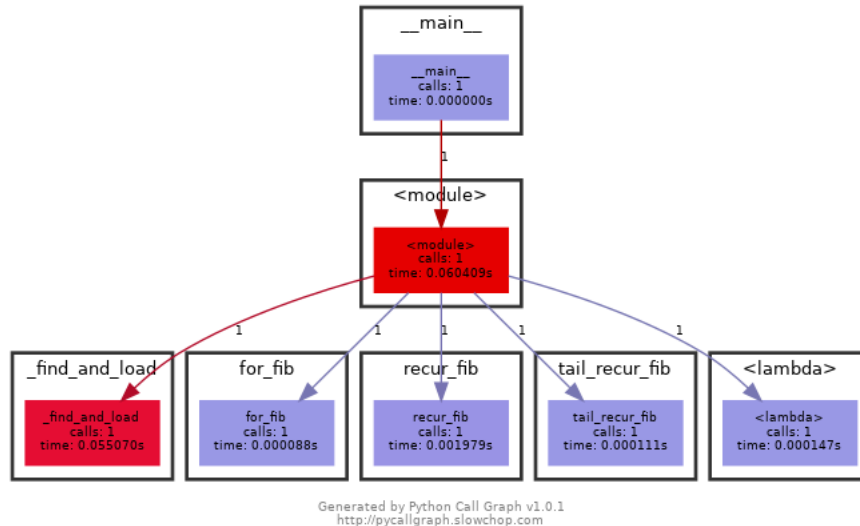 __main__
__main__
calls: 1
time: 0.000000s
1
<module>
<module>
calls: 1
time: 0.060409s
1
1
1
1
1
_find_and_load
_find_and_load
calls: 1
time: 0.055070s
for_fib
for_fib
calls: 1
time: 0.000088s
recur_fib
recur_fib
calls: 1
time: 0.001979s
tail_recur_fib
tail_recur_fib
calls: 1
time: 0.000111s
<lambda>
<lambda>
calls: 1
time: 0.000147s
Generated by Python Call Graph v1.0.1
http://pycallgraph.slowchop.com